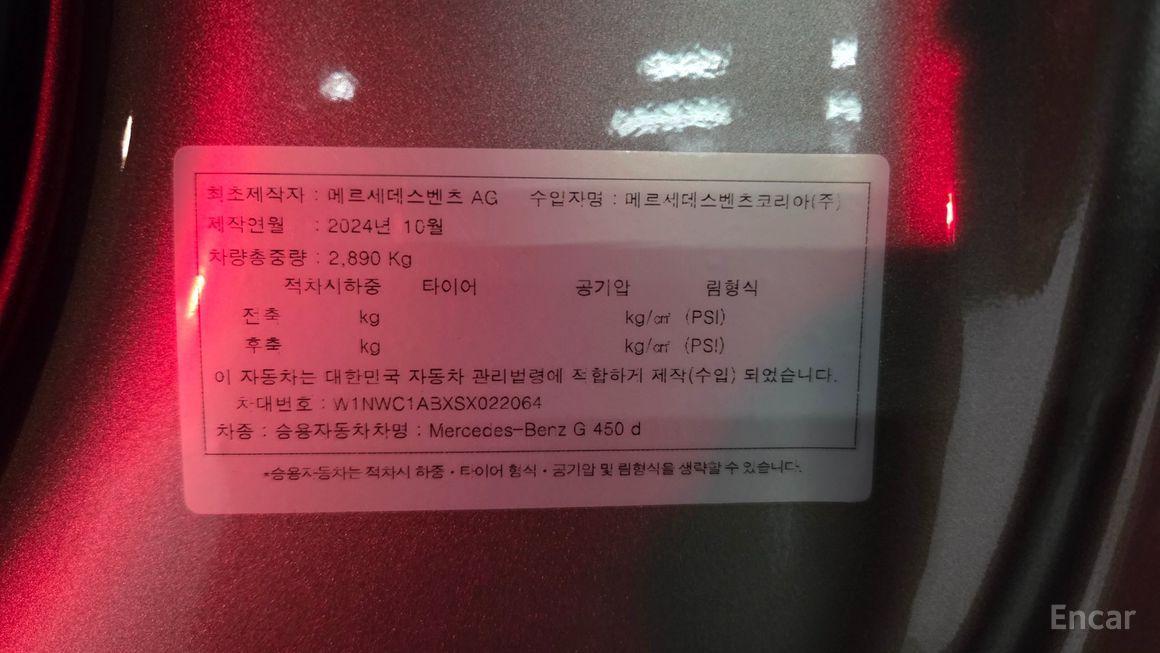 최초제작자 : 메르세데스벤츠 AG 수입자명 : 메르세데스벤츠코리아(주)
제작연월 : 2024년 10월
차량총중량 : 2,890 Kg
적차시하중 타이어 공기압 림형식
전축 kg kg/㎠ (PSI)
후축 kg kg/㎠ (PSI)
이 자동차는 대한민국 자동차 관리법령에 적합하게 제작(수입) 되었습니다.
차대번호 : W1NWC1ABXSX022064
차종 : 승용자동차차명 : Mercedes-Benz G 450 d
*승용자동차는 적차시 하중・타이어 형식・공기압 및 림형식을 생략할 수 있습니다.
Encar